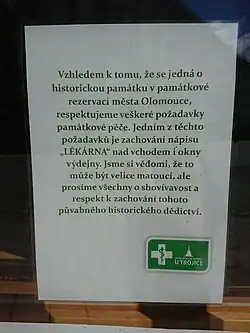 Vzhledem k tomu, že se jedná o
historickou památku v památkové
rezervaci města Olomouce,
respektujeme veškeré požadavky
památkové péče. Jedním z těchto
požadavků je zachování nápisu
„LÉKÁRNA“ nad vchodem i okny
výdejny. Jsme si vědomi, že to
může být velice matoucí, ale
prosíme všechny o shovívavost a
respekt k zachování tohoto
půvabného historického dědictví.
U TROJICE